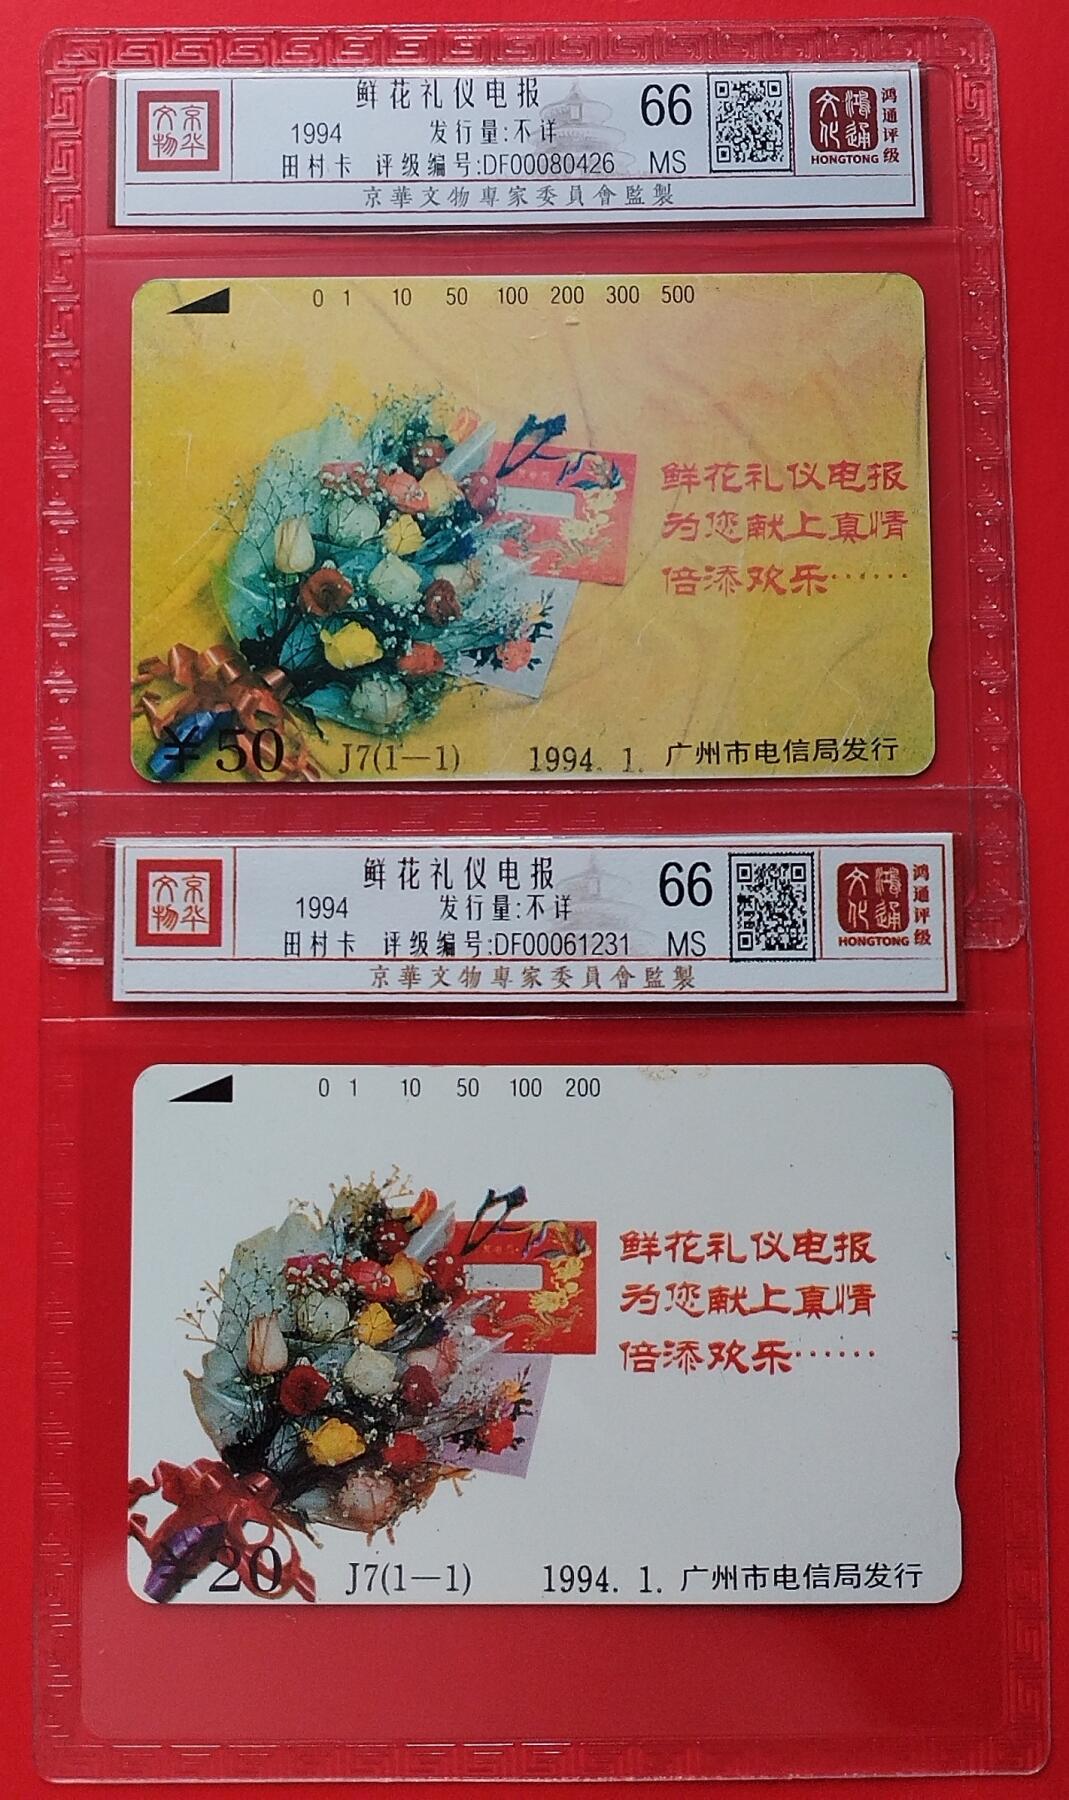 鲜花礼仪电报
1994 发行量:不详
田村卡 评级编号:DF00080426
66
MS
京华文物
鸿通文化
HONGTONG
鸿通评级
京華文物專家委員會監製
0 1 10 50 100 200 300 500
鲜花礼仪电报
为您献上真情
倍添欢乐……
¥50 J7(1—1) 1994. 1. 广州市电信局发行
鲜花礼仪电报
1994 发行量:不详
田村卡 评级编号:DF00061231
66
MS
京华文物
鸿通文化
HONGTONG
鸿通评级
京華文物專家委員會監製
0 1 10 50 100 200
鲜花礼仪电报
为您献上真情
倍添欢乐……
¥20 J7(1—1) 1994. 1. 广州市电信局发行